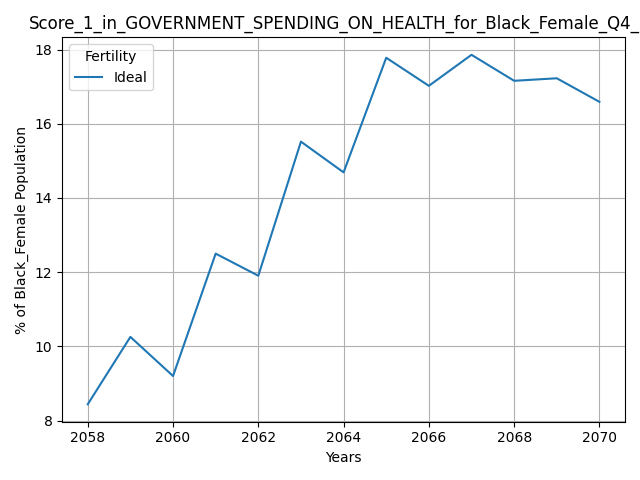 Score_1_in_GOVERNMENT_SPENDING_ON_HEALTH_for_Black_Female_Q4_
Fertility
Ideal
18
16
14
12
10
8
% of Black_Female Population
2058 2060 2062 2064 2066 2068 2070
Years